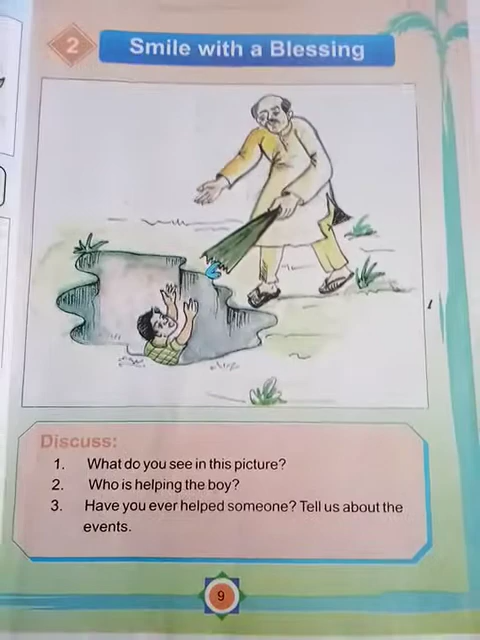 2
Smile with a Blessing
Discuss:
1. What do you see in this picture?
2. Who is helping the boy?
3. Have you ever helped someone? Tell us about the
events.
9